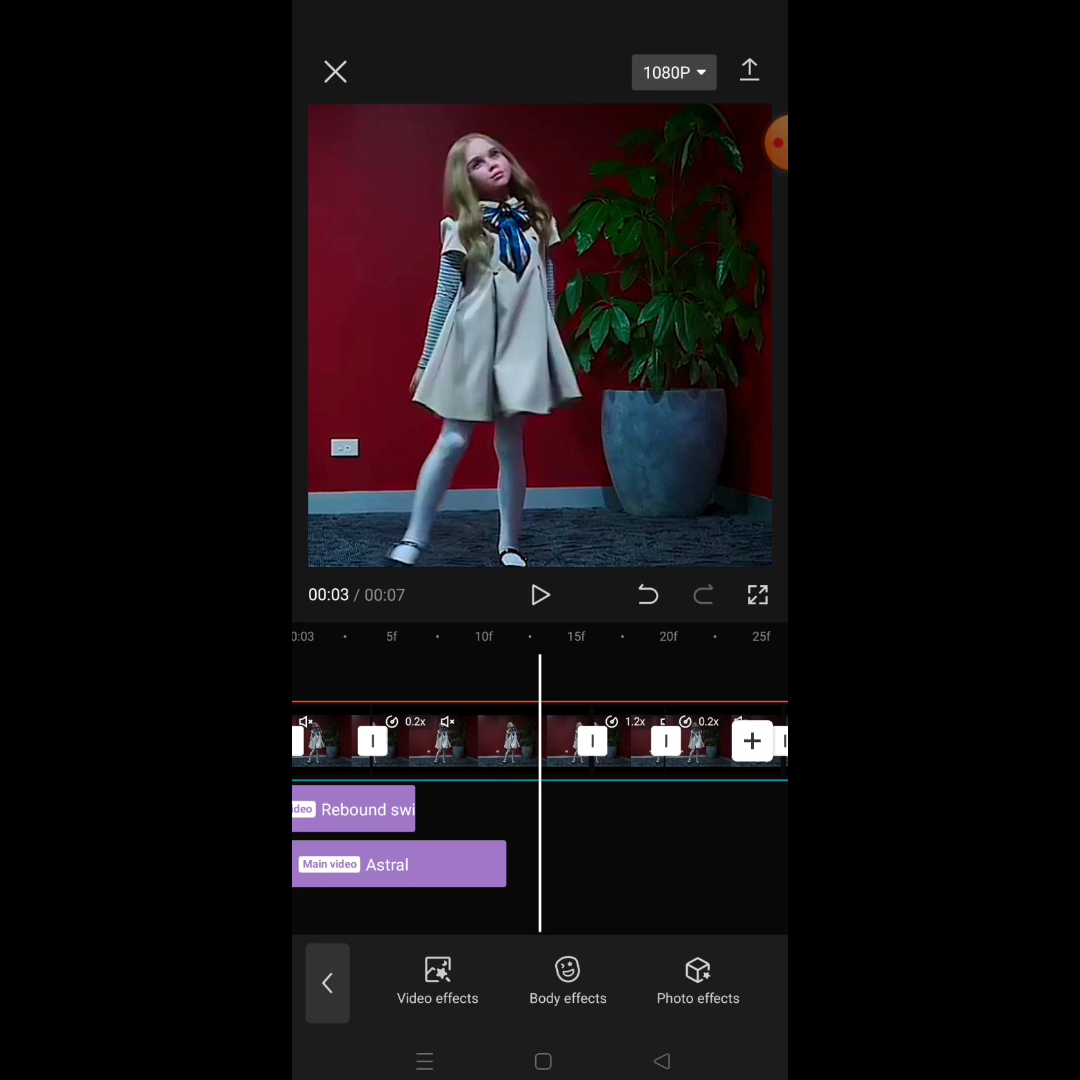 1080P
00:03 / 00:07
0:03
5f
10f
15f
20f
25f
0.2x
1.2x
0.2x
deo Rebound swi
Main video Astral
Video effects
Body effects
Photo effects